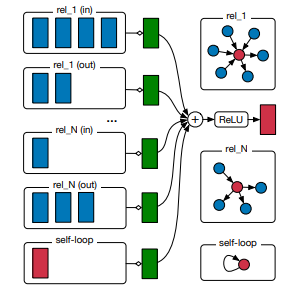 rel_1 (in)
rel_1
rel_1 (out)
...
rel_N (in)
+
ReLU
rel_N
rel_N (out)
self-loop
self-loop